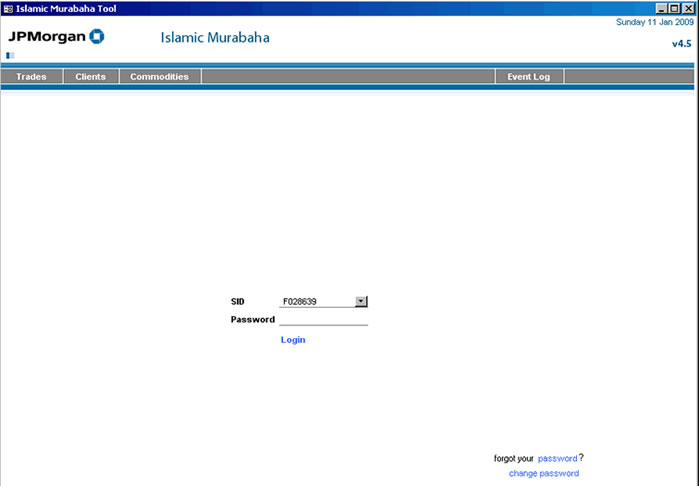 Islamic Murabaha Tool
Sunday 11 Jan 2009
JPMorgan Islamic Murabaha
v4.5
Trades Clients Commodities Event Log
SID F028639
Password
Login
forgot your password ?
change password